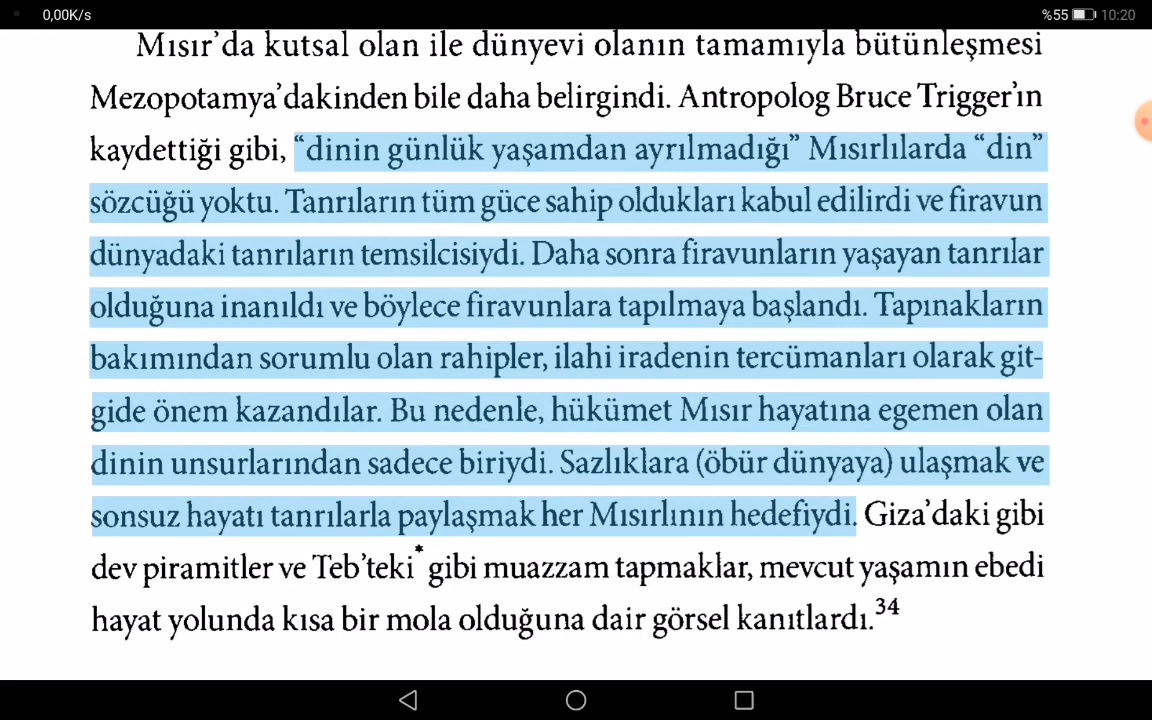 0,00K/s
%55 10:20
Mısır’da kutsal olan ile dünyevi olanın tamamıyla bütünleşmesi
Mezopotamya’dakinden bile daha belirgindi. Antropolog Bruce Trigger’ın
kaydettiği gibi, “dinin günlük yaşamdan ayrılmadığı” Mısırlılarda “din”
sözcüğü yoktu. Tanrıların tüm güce sahip oldukları kabul edilirdi ve firavun
dünyadaki tanrıların temsilcisiydi. Daha sonra firavunların yaşayan tanrılar
olduğuna inanıldı ve böylece firavunlara tapılmaya başlandı. Tapınakların
bakımından sorumlu olan rahipler, ilahi iradenin tercümanları olarak git-
gide önem kazandılar. Bu nedenle, hükümet Mısır hayatına egemen olan
dinin unsurlarından sadece biriydi. Sazlıklara (öbür dünyaya) ulaşmak ve
sonsuz hayatı tanrılarla paylaşmak her Mısırlının hedefiydi. Giza’daki gibi
dev piramitler ve Teb’teki* gibi muazzam tapmaklar, mevcut yaşamın ebedi
hayat yolunda kısa bir mola olduğuna dair görsel kanıtlardı.34